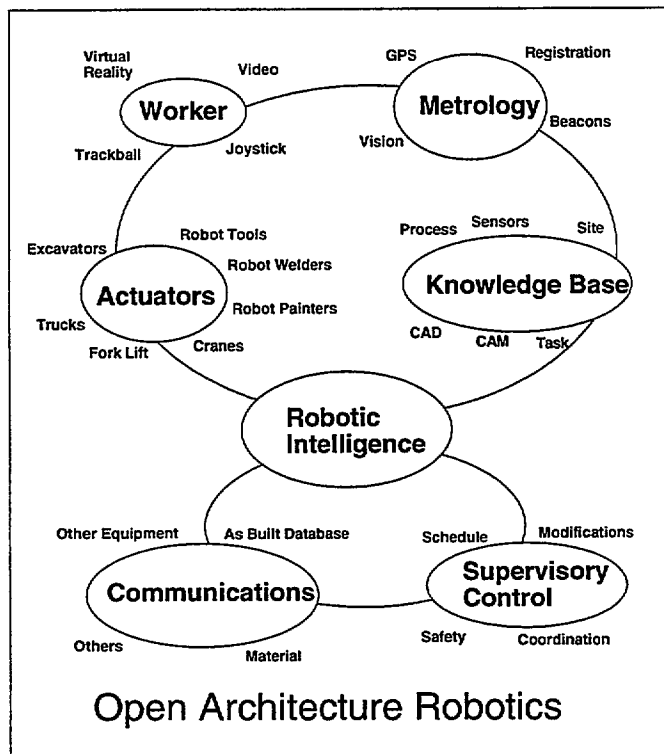 Virtual
Reality
Video
GPS
Registration
Worker
Metrology
Trackball
Joystick
Vision
Beacons
Excavators
Robot Tools
Robot Welders
Actuators
Robot Painters
Trucks
Fork Lift
Cranes
Process
Sensors
Site
Knowledge Base
CAD
CAM
Task
Robotic
Intelligence
Other Equipment
As Built Database
Schedule
Modifications
Communications
Supervisory
Control
Others
Material
Safety
Coordination
Open Architecture Robotics